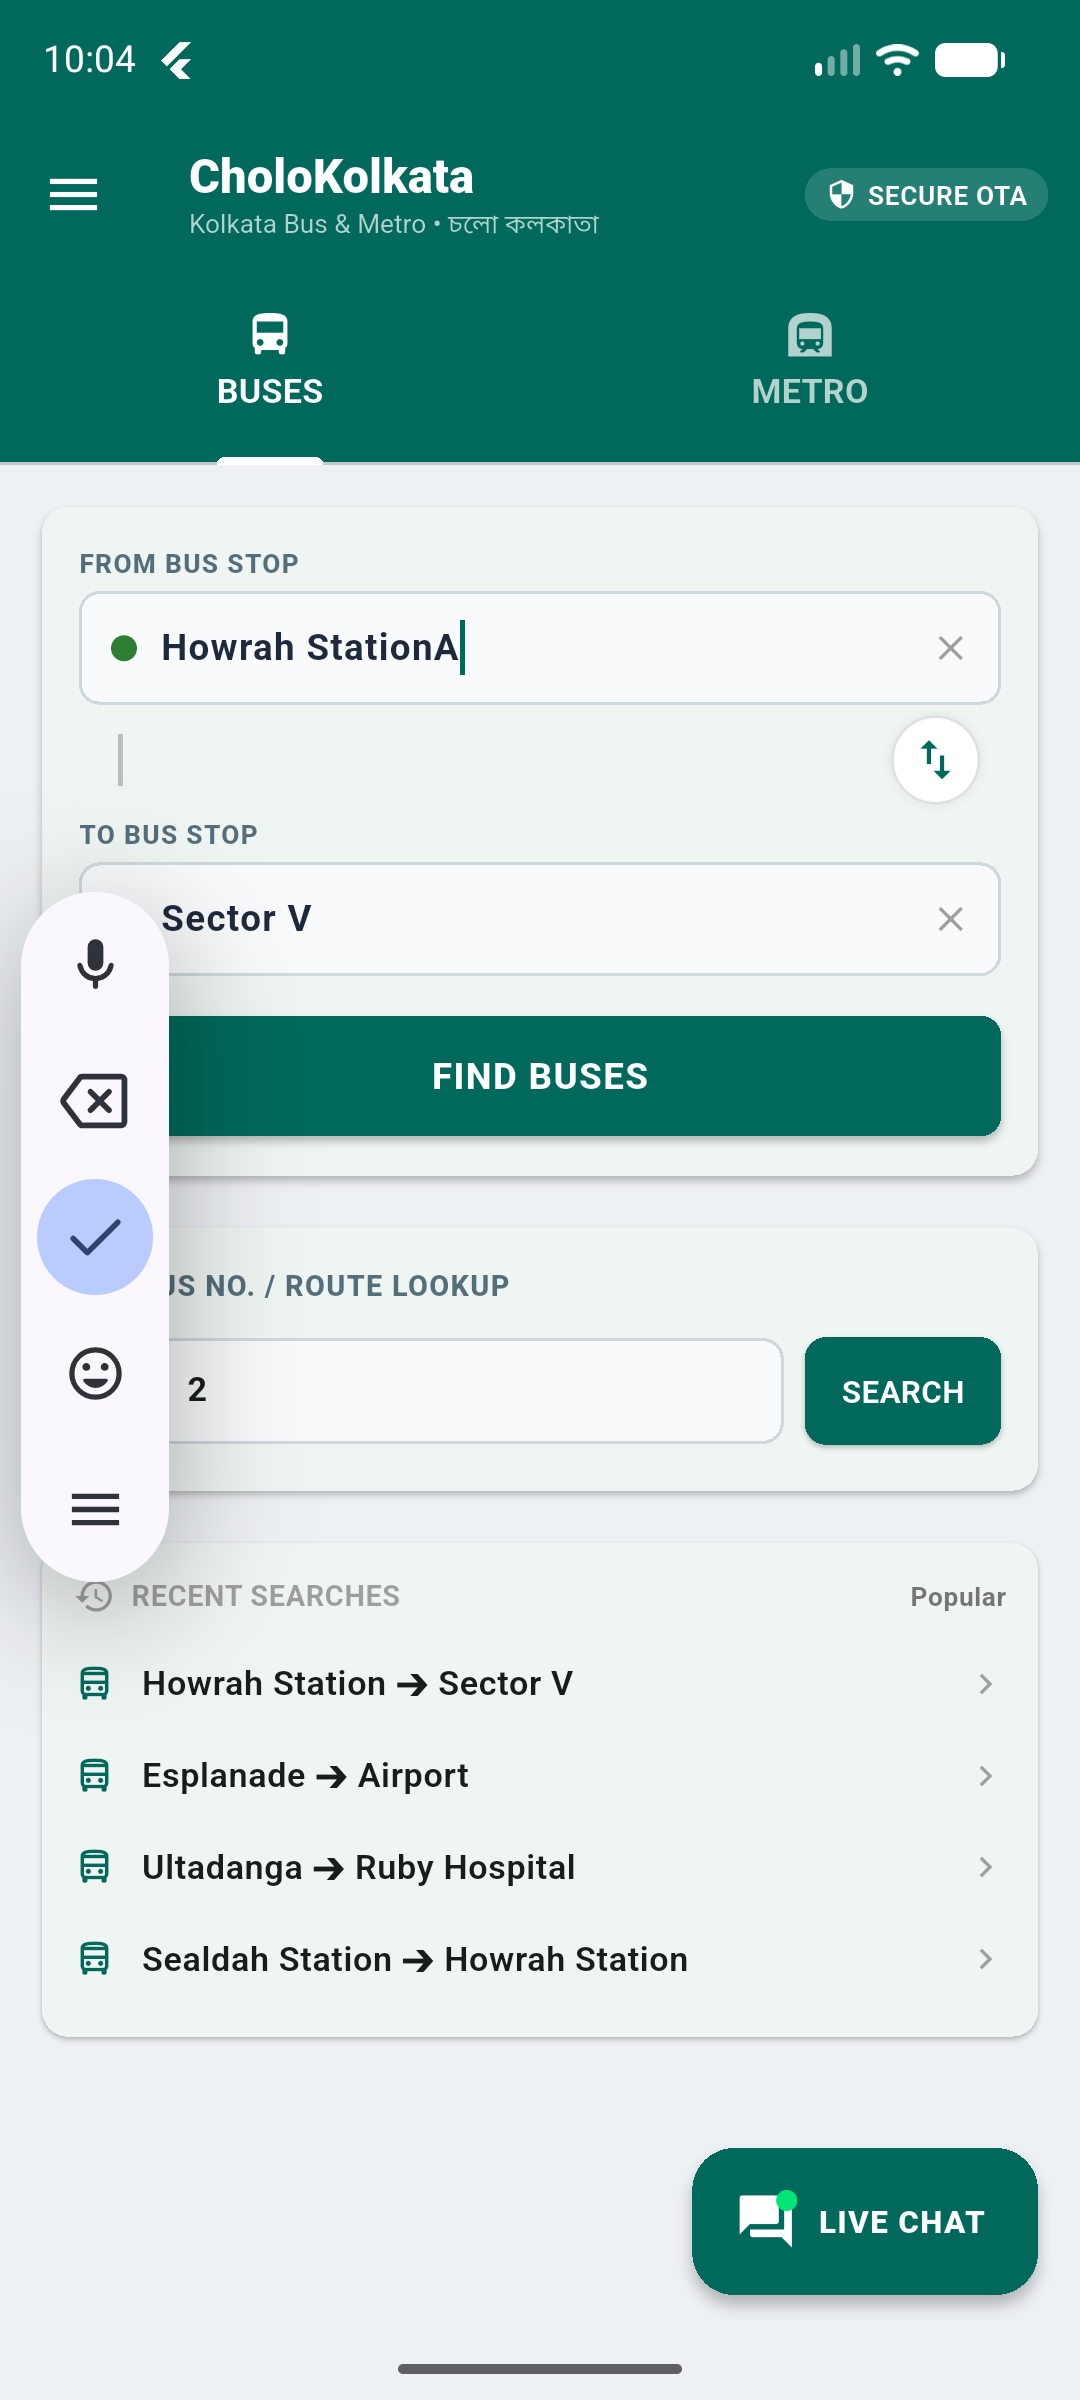 10:04
CholoKolkata
Kolkata Bus & Metro • চলো কলকাতা
SECURE OTA
BUSES
METRO
FROM BUS STOP
Howrah StationA
TO BUS STOP
Sector V
FIND BUSES
NO. / ROUTE LOOKUP
2
SEARCH
RECENT SEARCHES
Popular
Howrah Station → Sector V
Esplanade → Airport
Ultadanga → Ruby Hospital
Sealdah Station → Howrah Station
LIVE CHAT